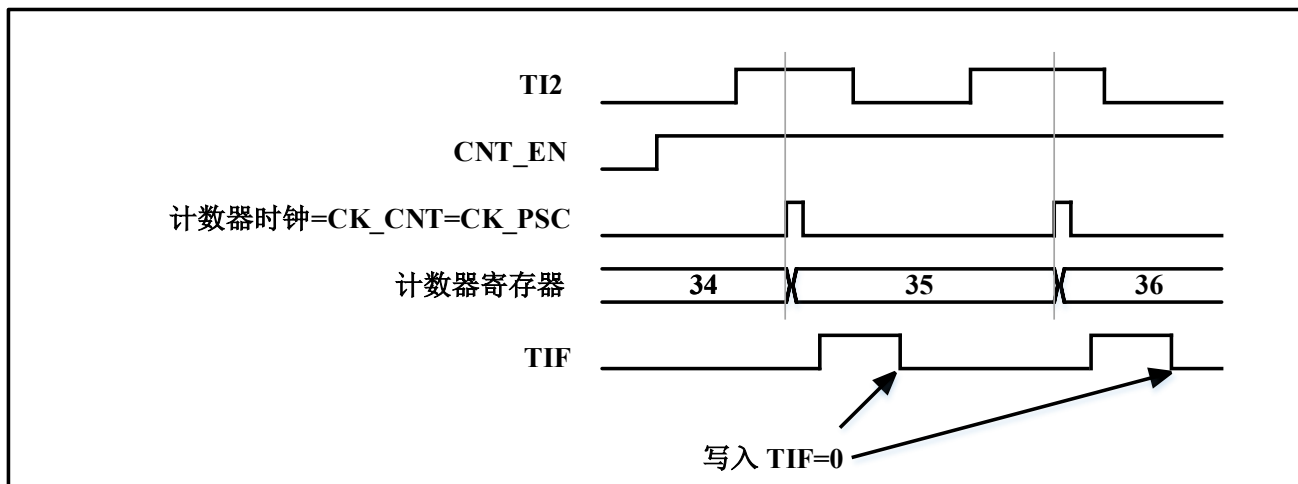 TI2
CNT_EN
计数器时钟=CK_CNT=CK_PSC
计数器寄存器 34 35 36
TIF
写入 TIF=0